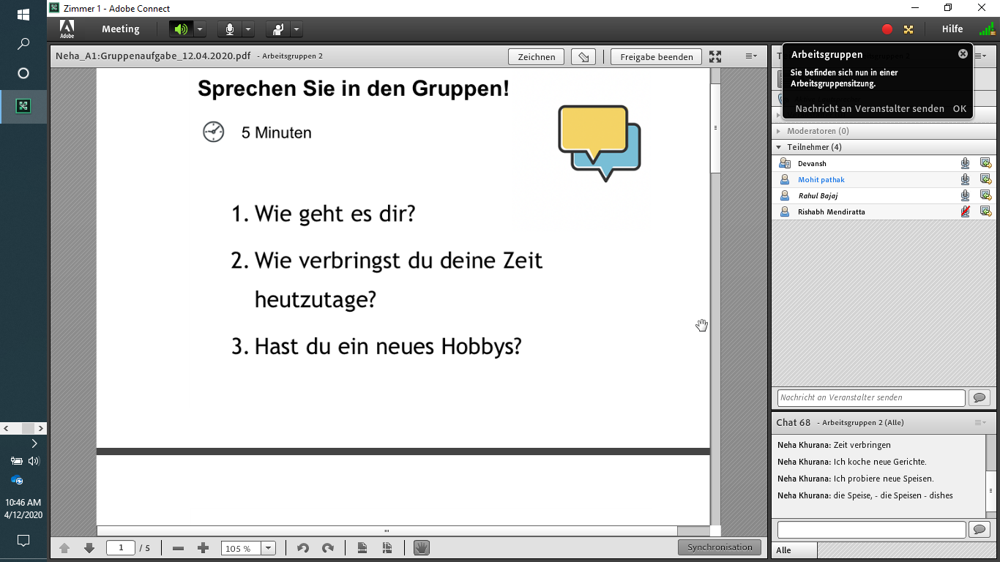 Zimmer 1 - Adobe Connect
Adobe
Meeting
Hilfe
Neha_A1:Gruppenaufgabe_12.04.2020.pdf - Arbeitsgruppen 2
Zeichnen
Freigabe beenden
Sprechen Sie in den Gruppen!
5 Minuten
1. Wie geht es dir?
2. Wie verbringst du deine Zeit
heutzutage?
3. Hast du ein neues Hobbys?
1 / 5
105 %
Synchronisation
Arbeitsgruppen
Sie befinden sich nun in einer
Arbeitsgruppensitzung.
Nachricht an Veranstalter senden OK
Moderatoren (0)
Teilnehmer (4)
Devansh
Mohit pathak
Rahul Bajaj
Rishabh Mendiratta
Nachricht an Veranstalter senden
Chat 68 - Arbeitsgruppen 2 (Alle)
Neha Khurana: Zeit verbringen
Neha Khurana: Ich koche neue Gerichte.
Neha Khurana: Ich probiere neue Speisen.
Neha Khurana: die Speise, - die Speisen - dishes
Alle
10:46 AM
4/12/2020